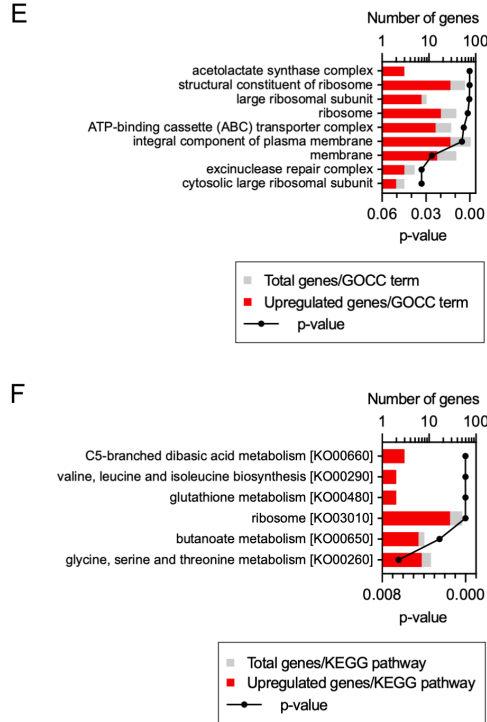 E
Number of genes
1 10 100
acetolactate synthase complex
structural constituent of ribosome
large ribosomal subunit
ribosome
ATP-binding cassette (ABC) transporter complex
integral component of plasma membrane
membrane
excinuclease repair complex
cytosolic large ribosomal subunit
0.06 0.03 0.00
p-value
Total genes/GOCC term
Upregulated genes/GOCC term
p-value
F
Number of genes
1 10 100
C5-branched dibasic acid metabolism [KO00660]
valine, leucine and isoleucine biosynthesis [KO00290]
glutathione metabolism [KO00480]
ribosome [KO03010]
butanoate metabolism [KO00650]
glycine, serine and threonine metabolism [KO00260]
0.008 0.000
p-value
Total genes/KEGG pathway
Upregulated genes/KEGG pathway
p-value